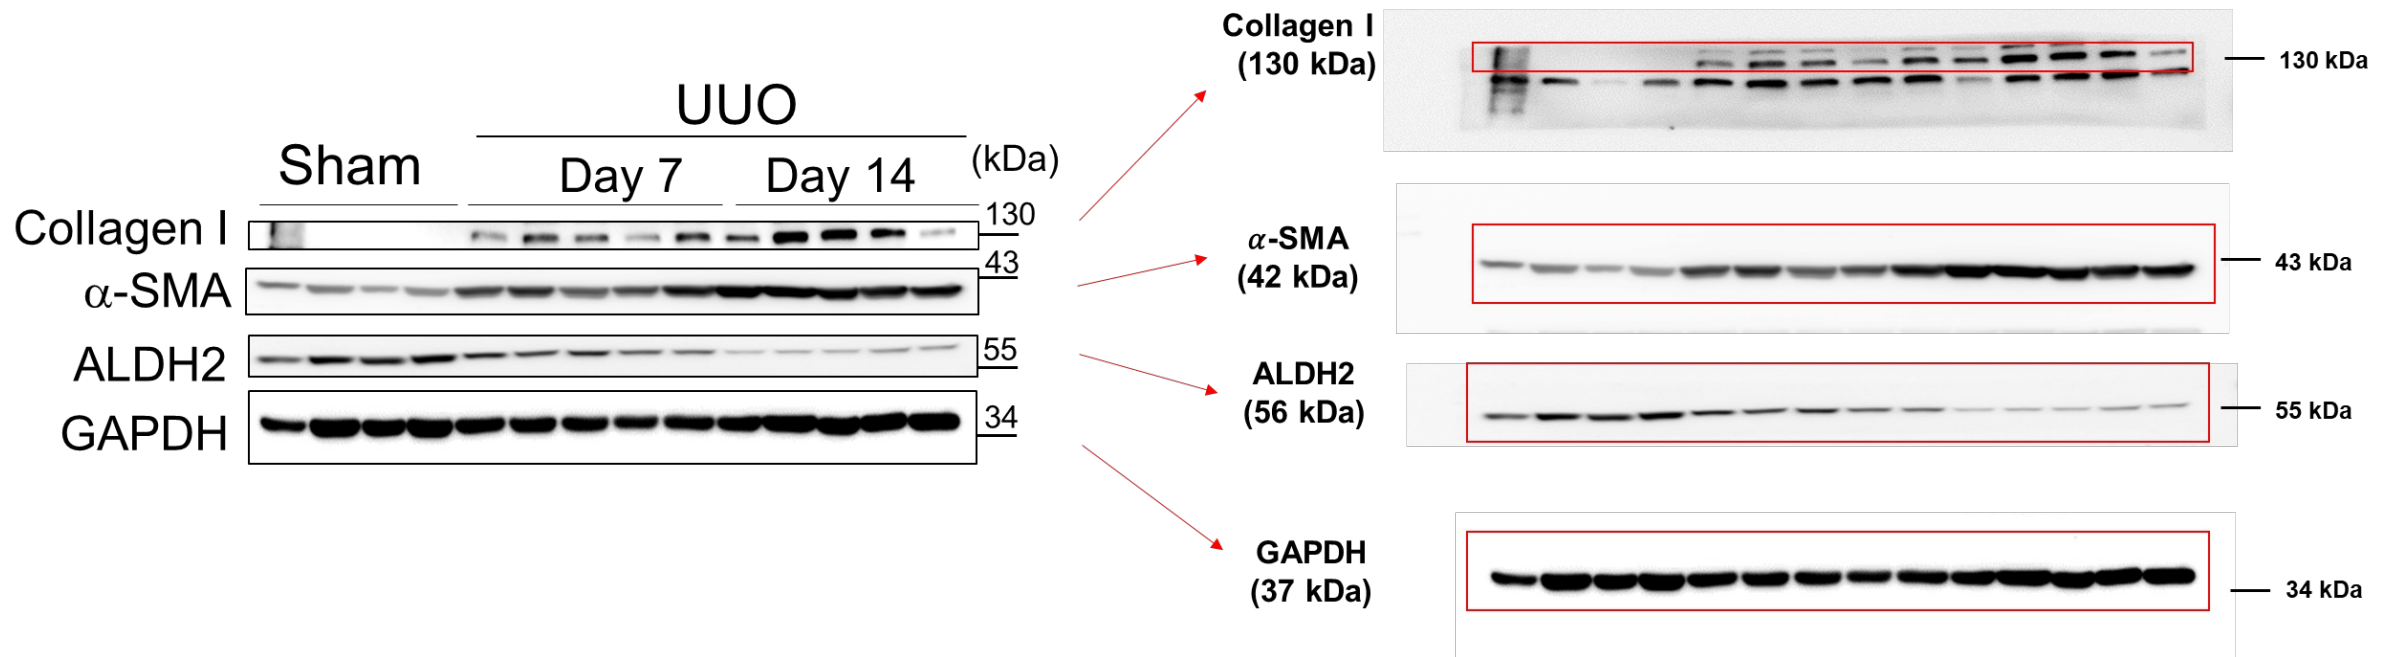 UUO
Sham
Day 7
Day 14
(kDa)
Collagen I
130
α-SMA
43
ALDH2
55
GAPDH
34
Collagen I
(130 kDa)
130 kDa
α-SMA
(42 kDa)
43 kDa
ALDH2
(56 kDa)
55 kDa
GAPDH
(37 kDa)
34 kDa